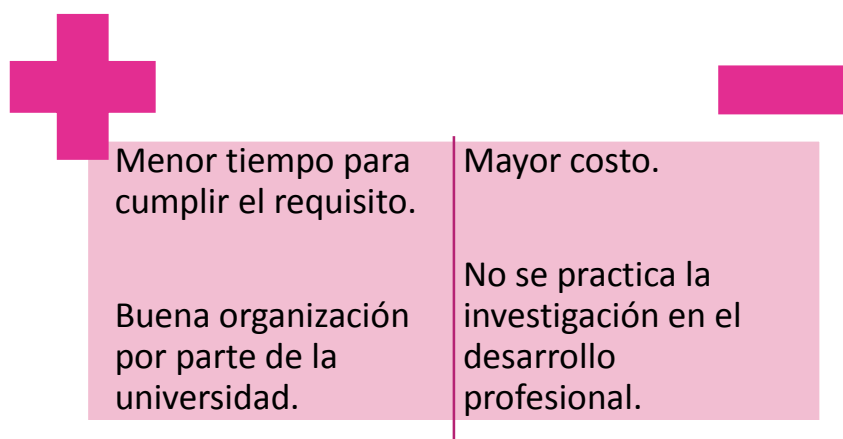 Menor tiempo para
cumplir el requisito.
Buena organización
por parte de la
universidad.
Mayor costo.
No se practica la
investigación en el
desarrollo
profesional.